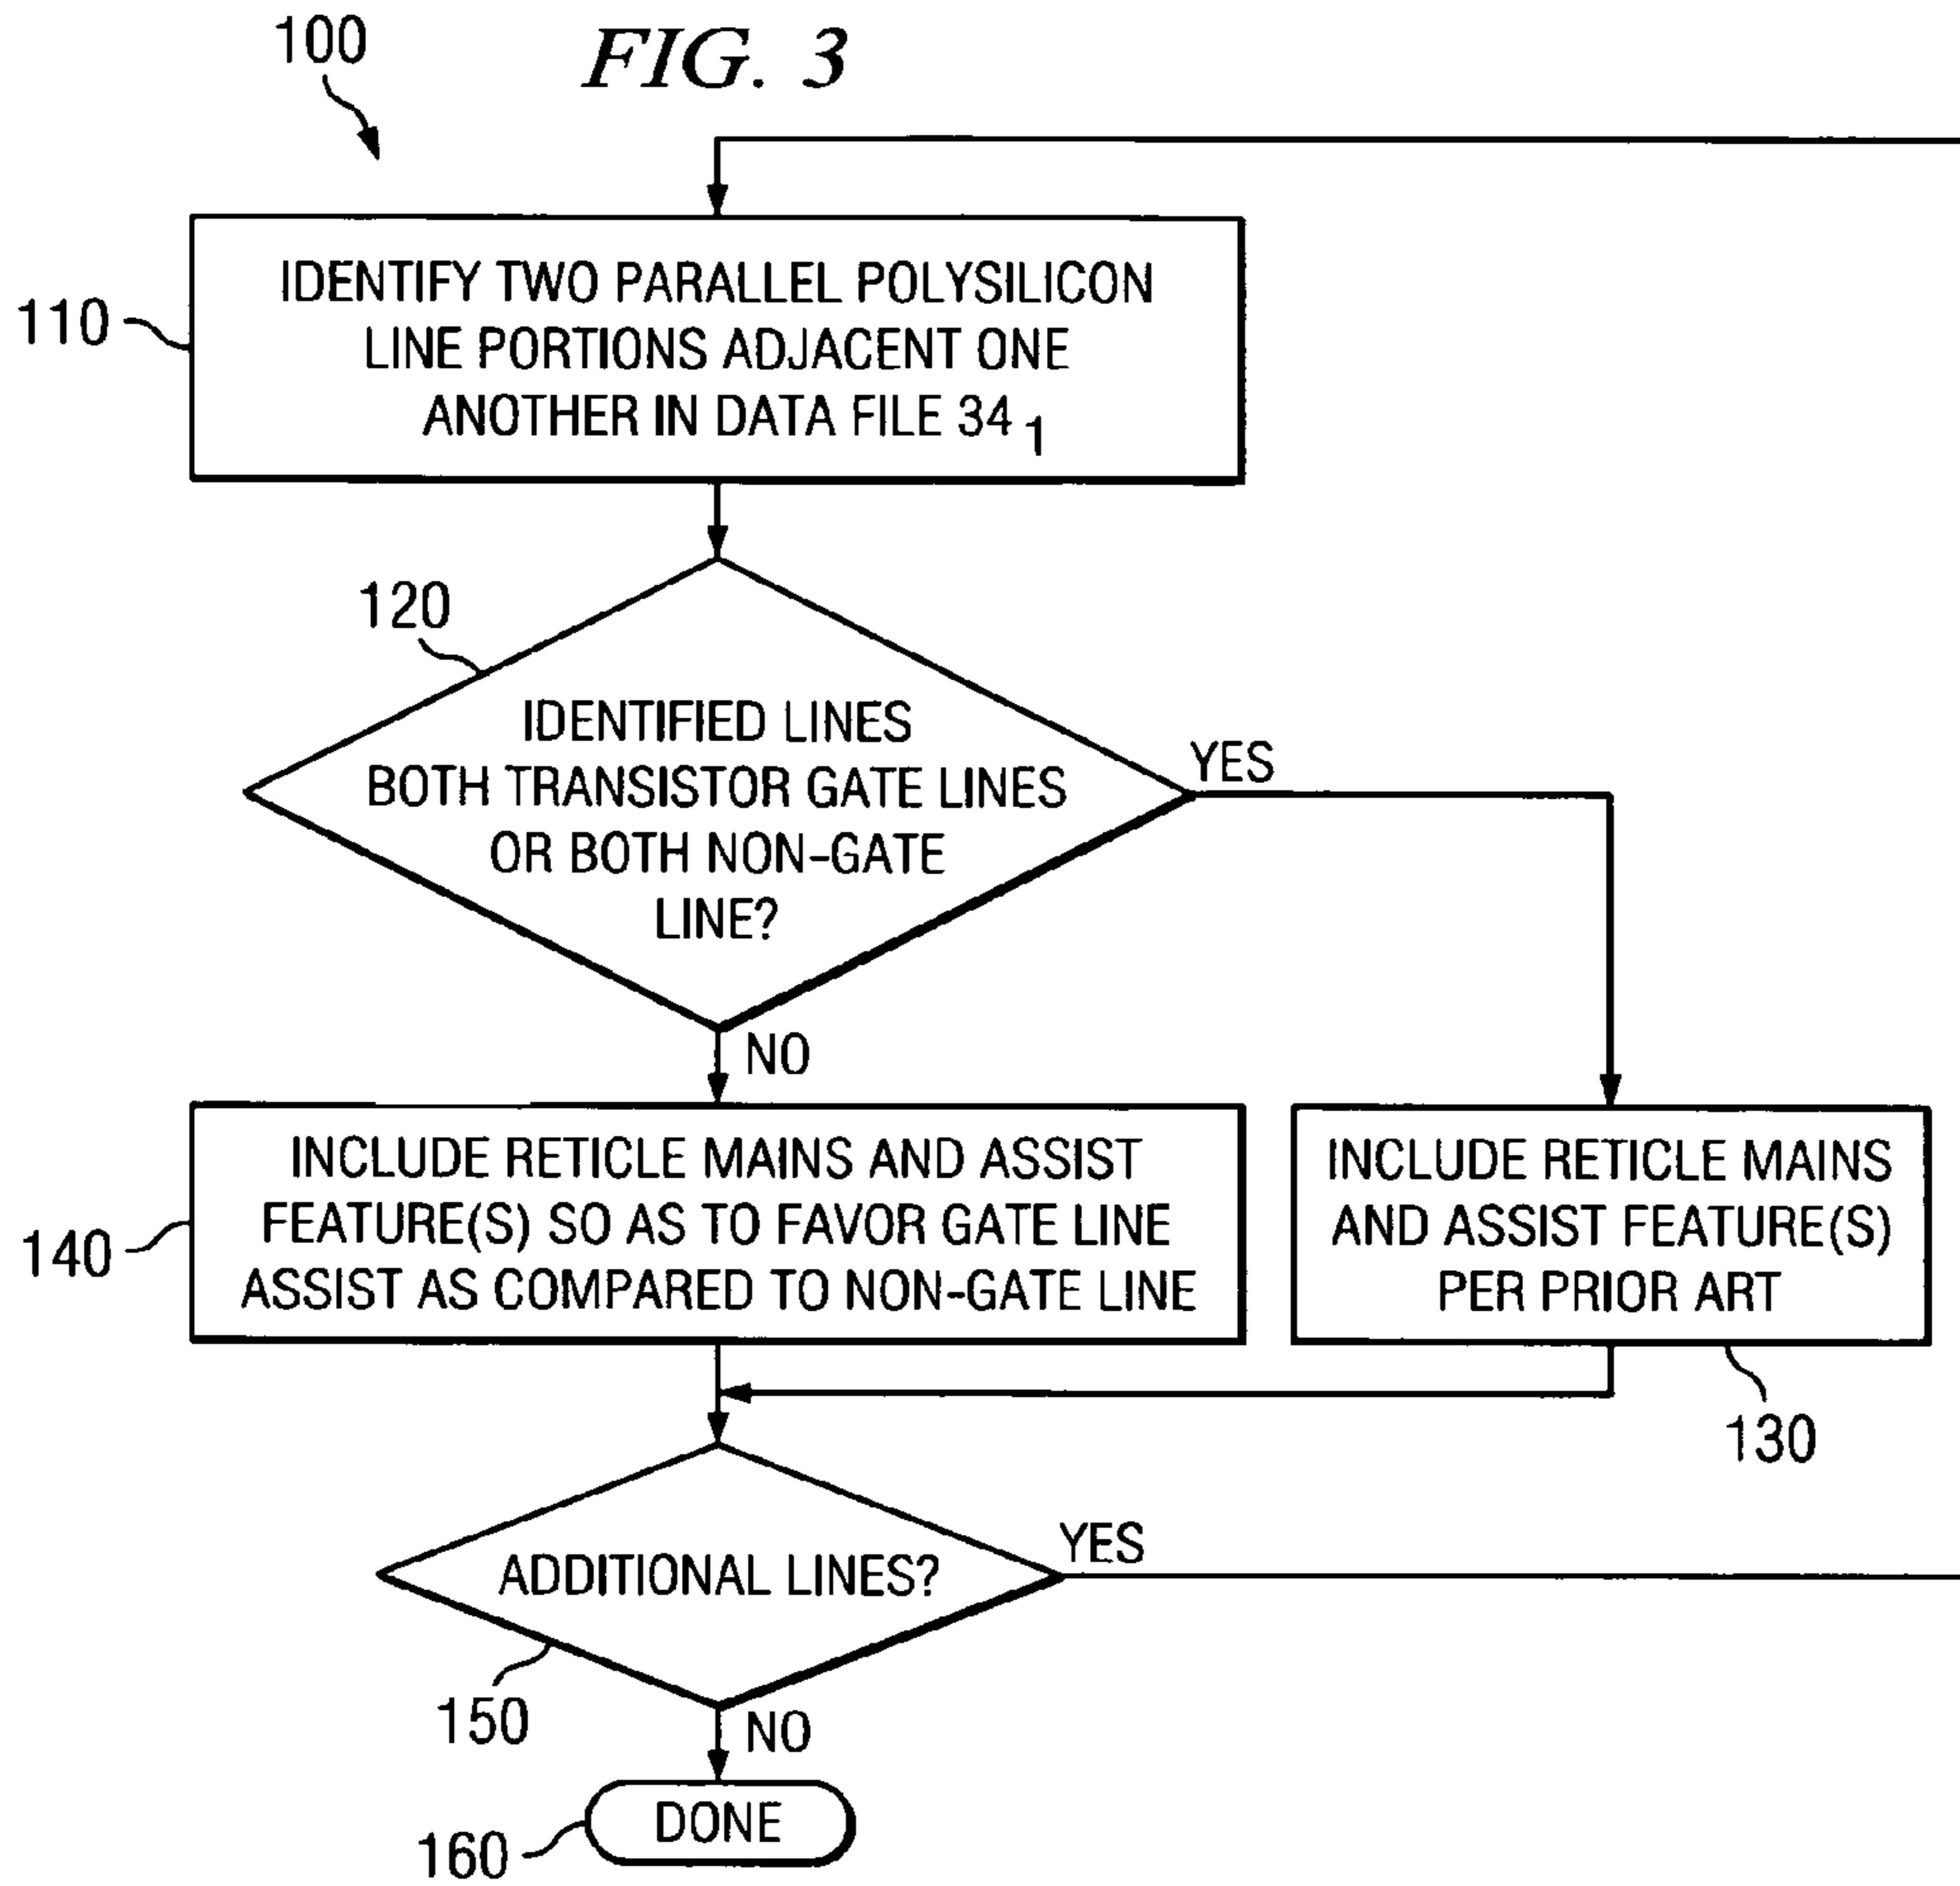 100
FIG. 3
110
IDENTIFY TWO PARALLEL POLYSILICON
LINE PORTIONS ADJACENT ONE
ANOTHER IN DATA FILE 34 1
120
IDENTIFIED LINES
BOTH TRANSISTOR GATE LINES
OR BOTH NON-GATE
LINE?
YES
NO
140
INCLUDE RETICLE MAINS AND ASSIST
FEATURE(S) SO AS TO FAVOR GATE LINE
ASSIST AS COMPARED TO NON-GATE LINE
INCLUDE RETICLE MAINS
AND ASSIST FEATURE(S)
PER PRIOR ART
130
ADDITIONAL LINES?
YES
150
NO
DONE
160